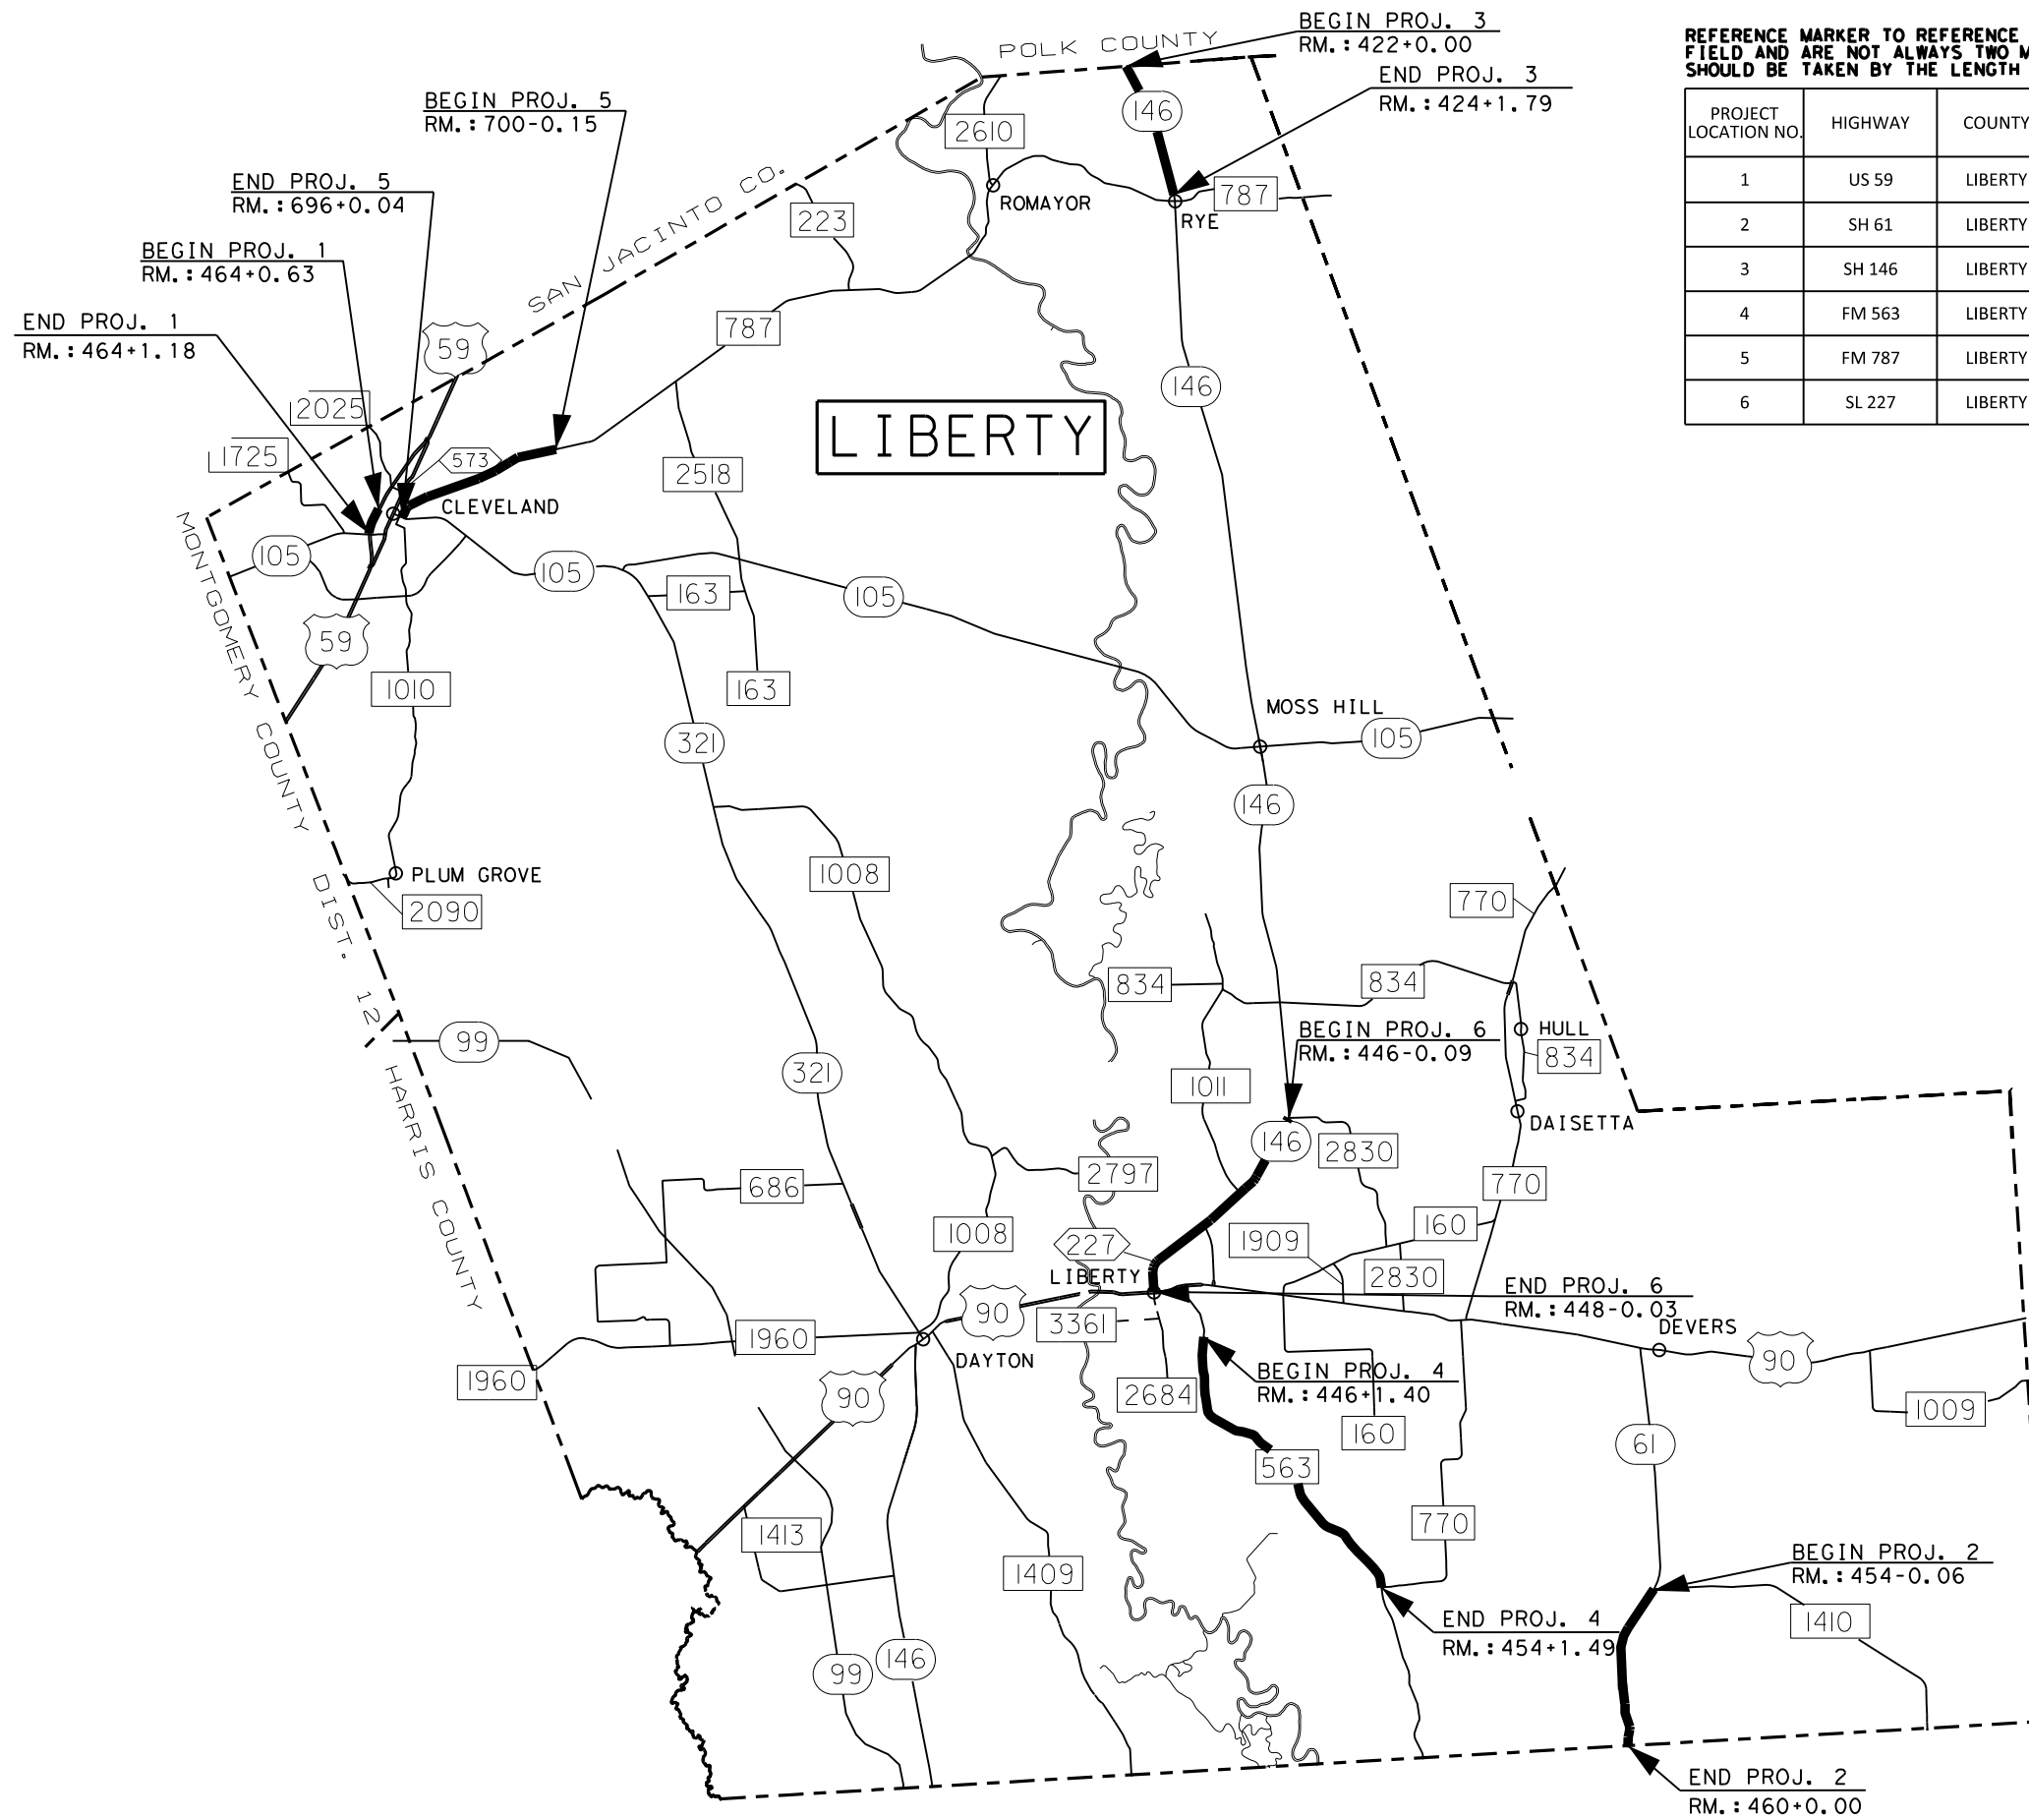 BEGIN PROJ. 3
RM.:422+0.00
POLK COUNTY
REFERENCE MARKER TO REFERENCE
FIELD AND ARE NOT ALWAYS TWO
SHOULD BE TAKEN BY THE LENGTH
END PROJ. 3
RM.:424+1.79
PROJECT LOCATION NO. HIGHWAY COUNTY
1 US 59 LIBERTY
2 SH 61 LIBERTY
3 SH 146 LIBERTY
4 FM 563 LIBERTY
5 FM 787 LIBERTY
6 SL 227 LIBERTY
BEGIN PROJ. 5
RM.:700-0.15
146
2610
END PROJ. 5
RM.:696+0.04
SAN JACINTO CO.
ROMAYOR
787
RYE
223
BEGIN PROJ. 1
RM.:464+0.63
END PROJ. 1
RM.:464+1.18
59
787
146
2025
LIBERTY
1725
573
2518
CLEVELAND
MONTGOMERY COUNTY
105
105
163
105
59
1010
163
MOSS HILL
321
105
146
PLUM GROVE
1008
2090
770
DIST. 12
834
834
99
BEGIN PROJ. 6
RM.:446-0.09
HULL
834
321
1011
HARRIS COUNTY
DAISETTA
146
2830
2797
686
770
160
1008
227
1909
LIBERTY
2830
END PROJ. 6
RM.:448-0.03
90
3361
DEVERS
1960
DAYTON
90
1960
BEGIN PROJ. 4
RM.:446+1.40
90
2684
1009
160
61
563
1413
770
BEGIN PROJ. 2
RM.:454-0.06
1409
END PROJ. 4
RM.:454+1.49
1410
146
99
END PROJ. 2
RM.:460+0.00